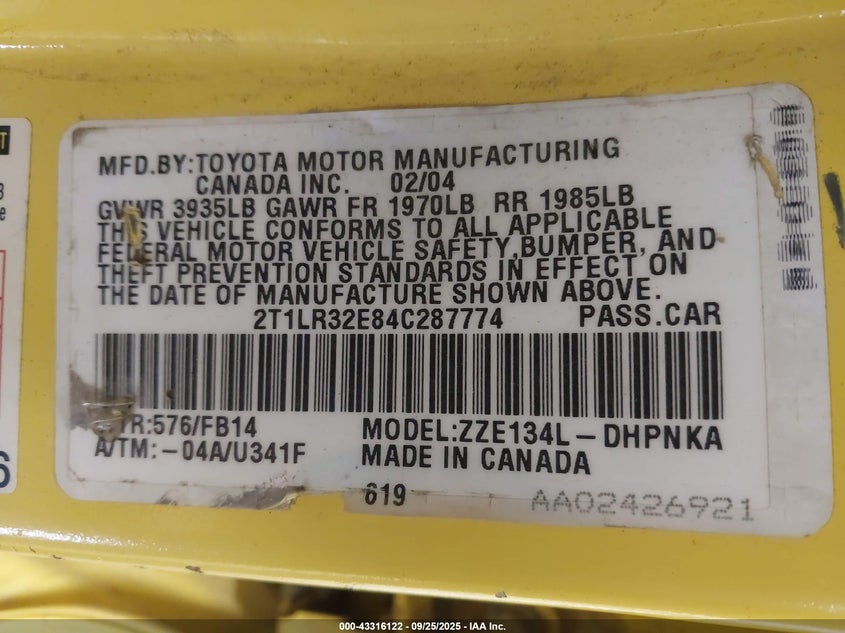 MFD.BY:TOYOTA MOTOR MANUFACTURING
CANADA INC. 02/04
GVWR 3935LB GAWR FR 1970LB RR 1985LB
THIS VEHICLE CONFORMS TO ALL APPLICABLE
FEDERAL MOTOR VEHICLE SAFETY,BUMPER, AND
THEFT PREVENTION STANDARDS IN EFFECT ON
THE DATE OF MANUFACTURE SHOWN ABOVE.
2T1LR32E84C287774 PASS.CAR
TR:576/FB14 MODEL:ZZE134L-DHPNKA
A/TM:-04A/U341F MADE IN CANADA
619 AA02426921
000-43316122 - 09/25/2025 - IAA Inc.